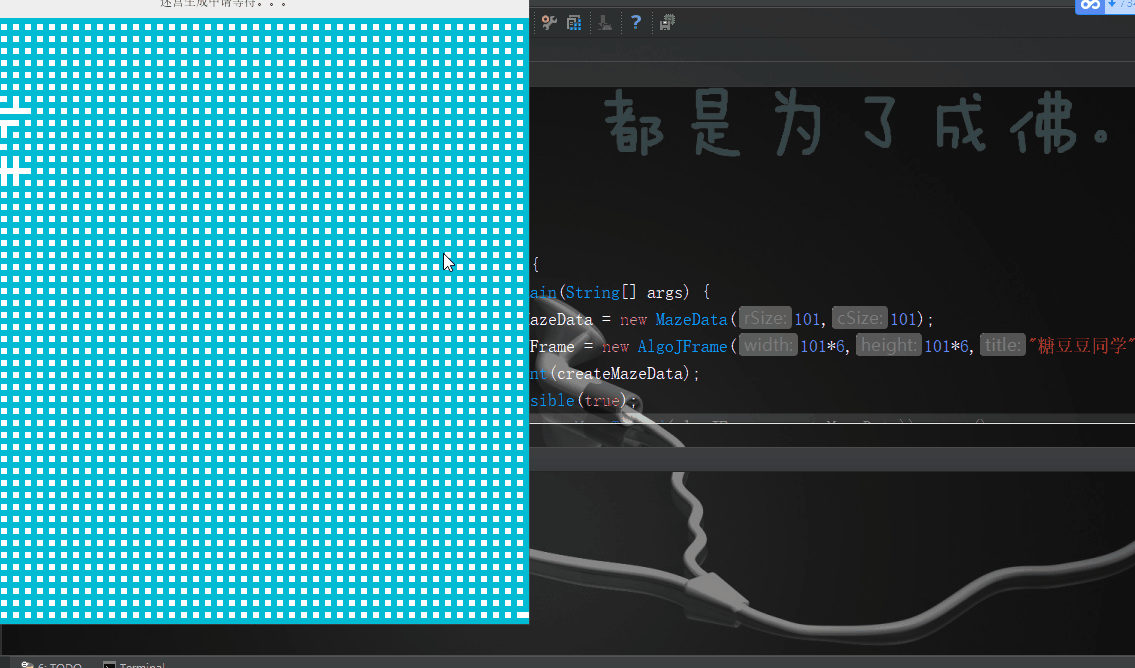 迷宫生成中请等待。。。
都是为了成佛。
{
ain(String[] args) {
azeData = new MazeData(rSize: 101, cSize: 101);
Frame = new AlgoJFrame(width: 101*6, height: 101*6, title: "糖豆豆同学"
nt(createMazeData);
sible(true);
6: TODO Terminal